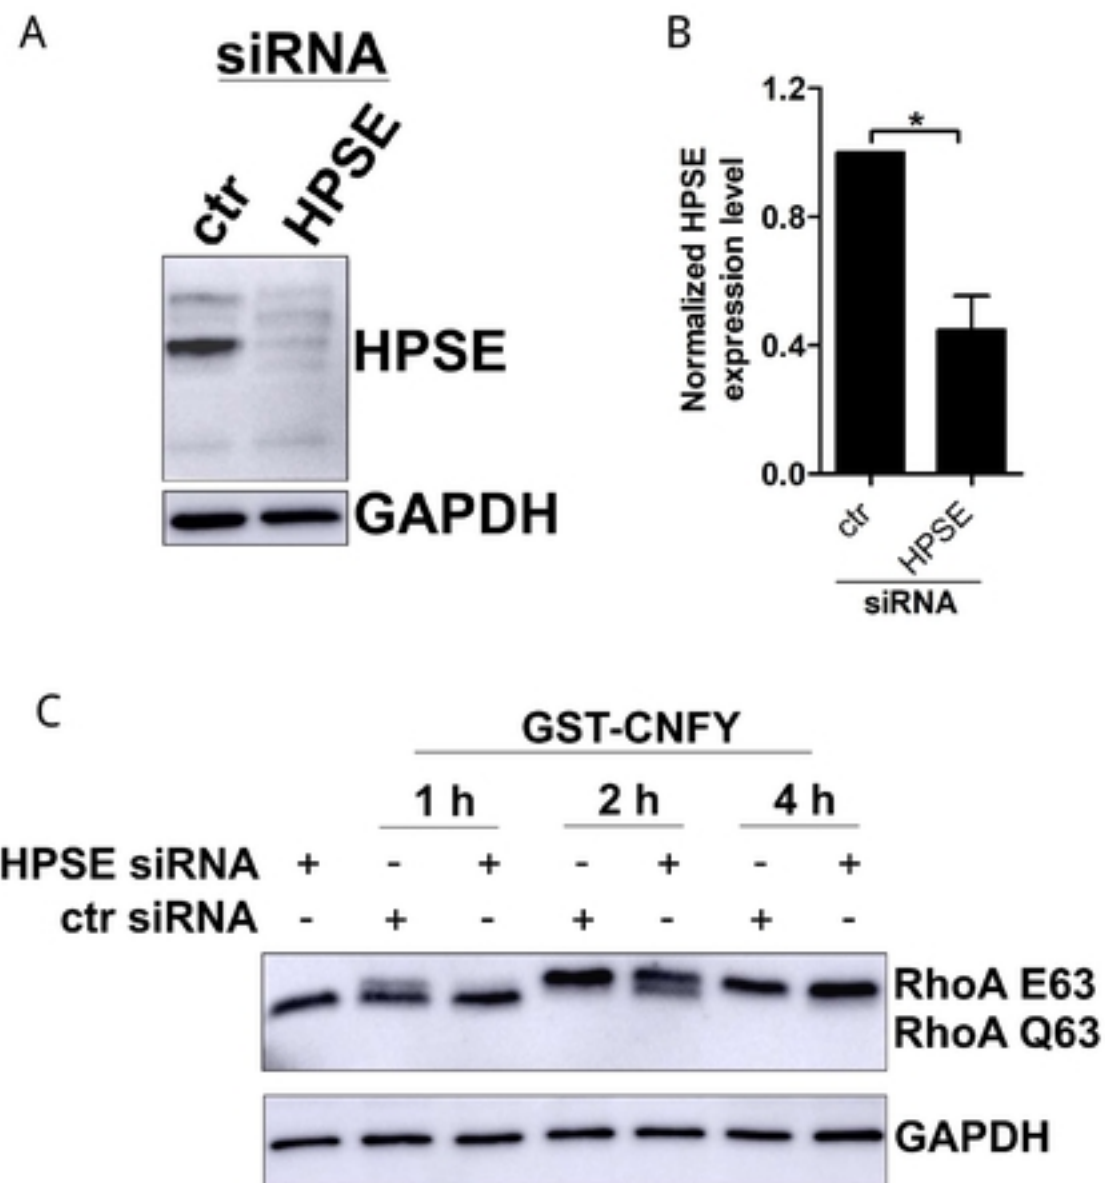 A
siRNA
ctr HPSE
HPSE
GAPDH
B
Normalized HPSE
expression level
1.2
*
0.8
0.4
0.0
ctr HPSE
siRNA
C
GST-CNFY
1 h 2 h 4 h
HPSE siRNA + - + - + - +
ctr siRNA - + - + - + -
RhoA E63
RhoA Q63
GAPDH